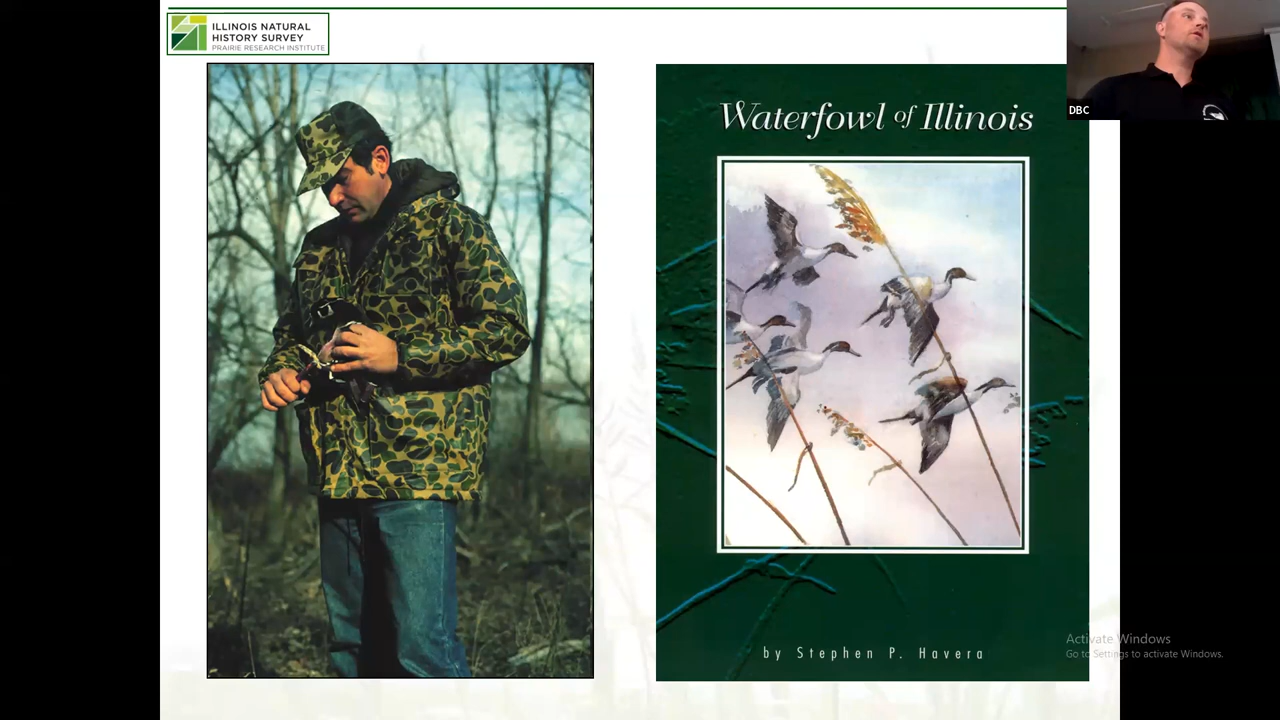 ILLINOIS NATURAL
HISTORY SURVEY
PRAIRIE RESEARCH INSTITUTE
DBC
Waterfowl of Illinois
by Stephen P. Havera
Activate Windows
Go to Settings to activate Windows.